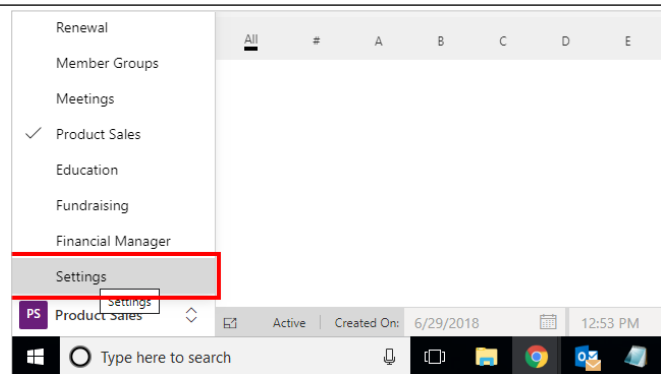 Renewal
All # A B C D E
Member Groups
Meetings
Product Sales
Education
Fundraising
Financial Manager
Settings
Settings
PS Product Sales
Active Created On: 6/29/2018 12:53 PM
Type here to search